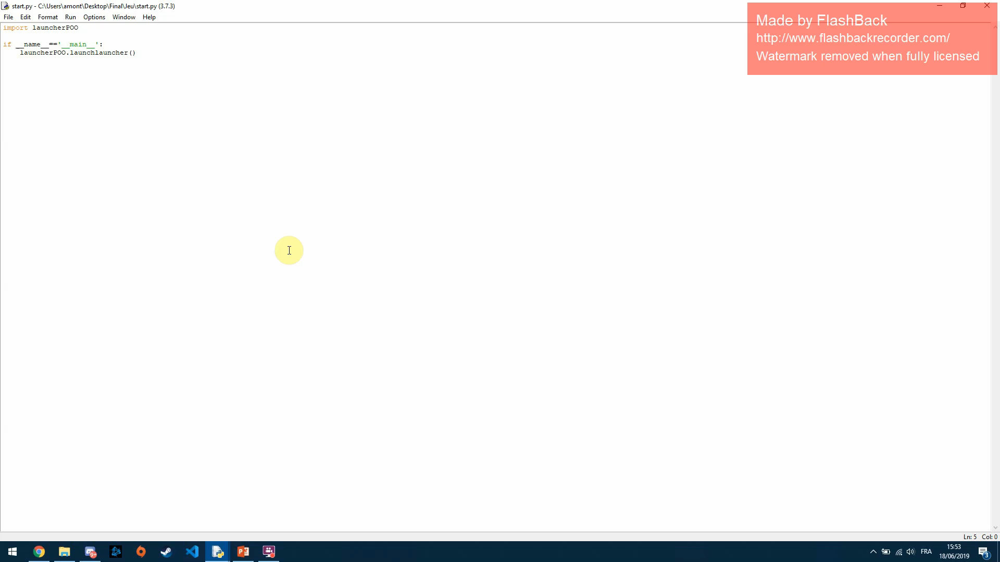 start.py - C:\Users\amont\Desktop\Final\Jeu\start.py (3.7.3)
File Edit Format Run Options Window Help
import launcherPOO
if __name__=='__main__':
    launcherPOO.launchlauncher()
Made by FlashBack
http://www.flashbackrecorder.com/
Watermark removed when fully licensed
Ln: 5 Col: 0
9+
FRA
15:53
18/06/2019
3